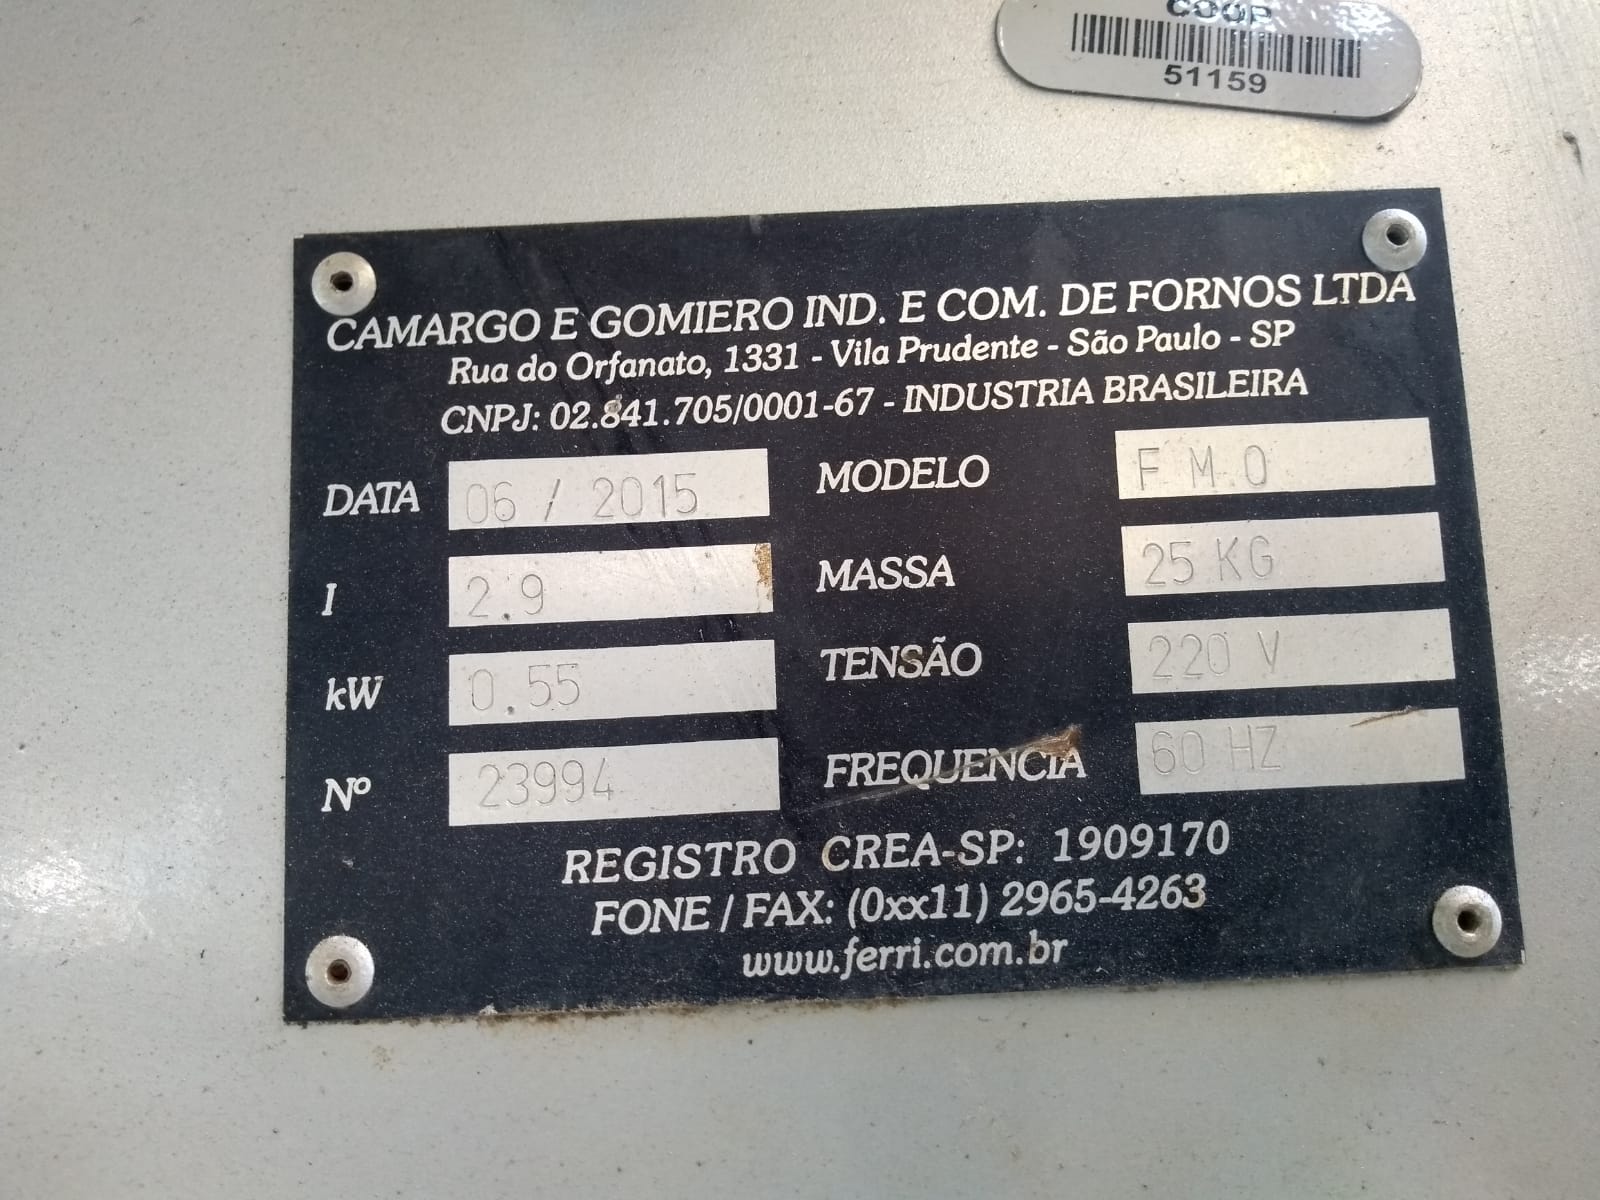 COOP
51159
CAMARGO E GOMIERO IND. E COM. DE FORNOS LTDA
Rua do Orfanato, 1331 - Vila Prudente - São Paulo - SP
CNPJ: 02.841.705/0001-67 - INDUSTRIA BRASILEIRA
DATA 06 / 2015 MODELO F M.O
I 2.9 MASSA 25 KG
kW 0.55 TENSÃO 220 V
Nº 23994 FREQUENCIA 60 HZ
REGISTRO CREA-SP: 1909170
FONE / FAX: (0xx11) 2965-4263
www.ferri.com.br